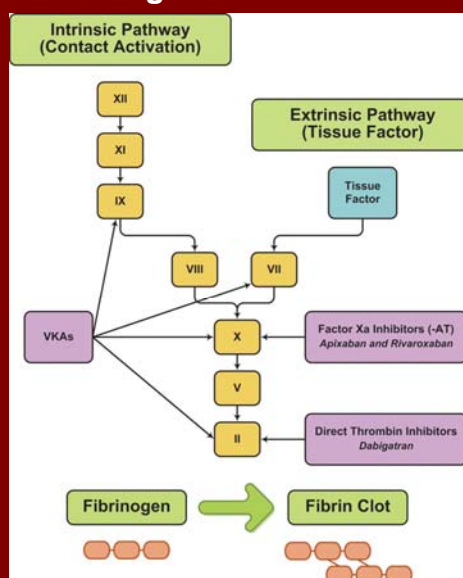 Intrinsic Pathway
(Contact Activation)
XII
Extrinsic Pathway
(Tissue Factor)
XI
IX
Tissue
Factor
VIII
VII
VKAs
X
Factor Xa Inhibitors (-AT)
Apixaban and Rivaroxaban
V
II
Direct Thrombin Inhibitors
Dabigatran
Fibrinogen
Fibrin Clot